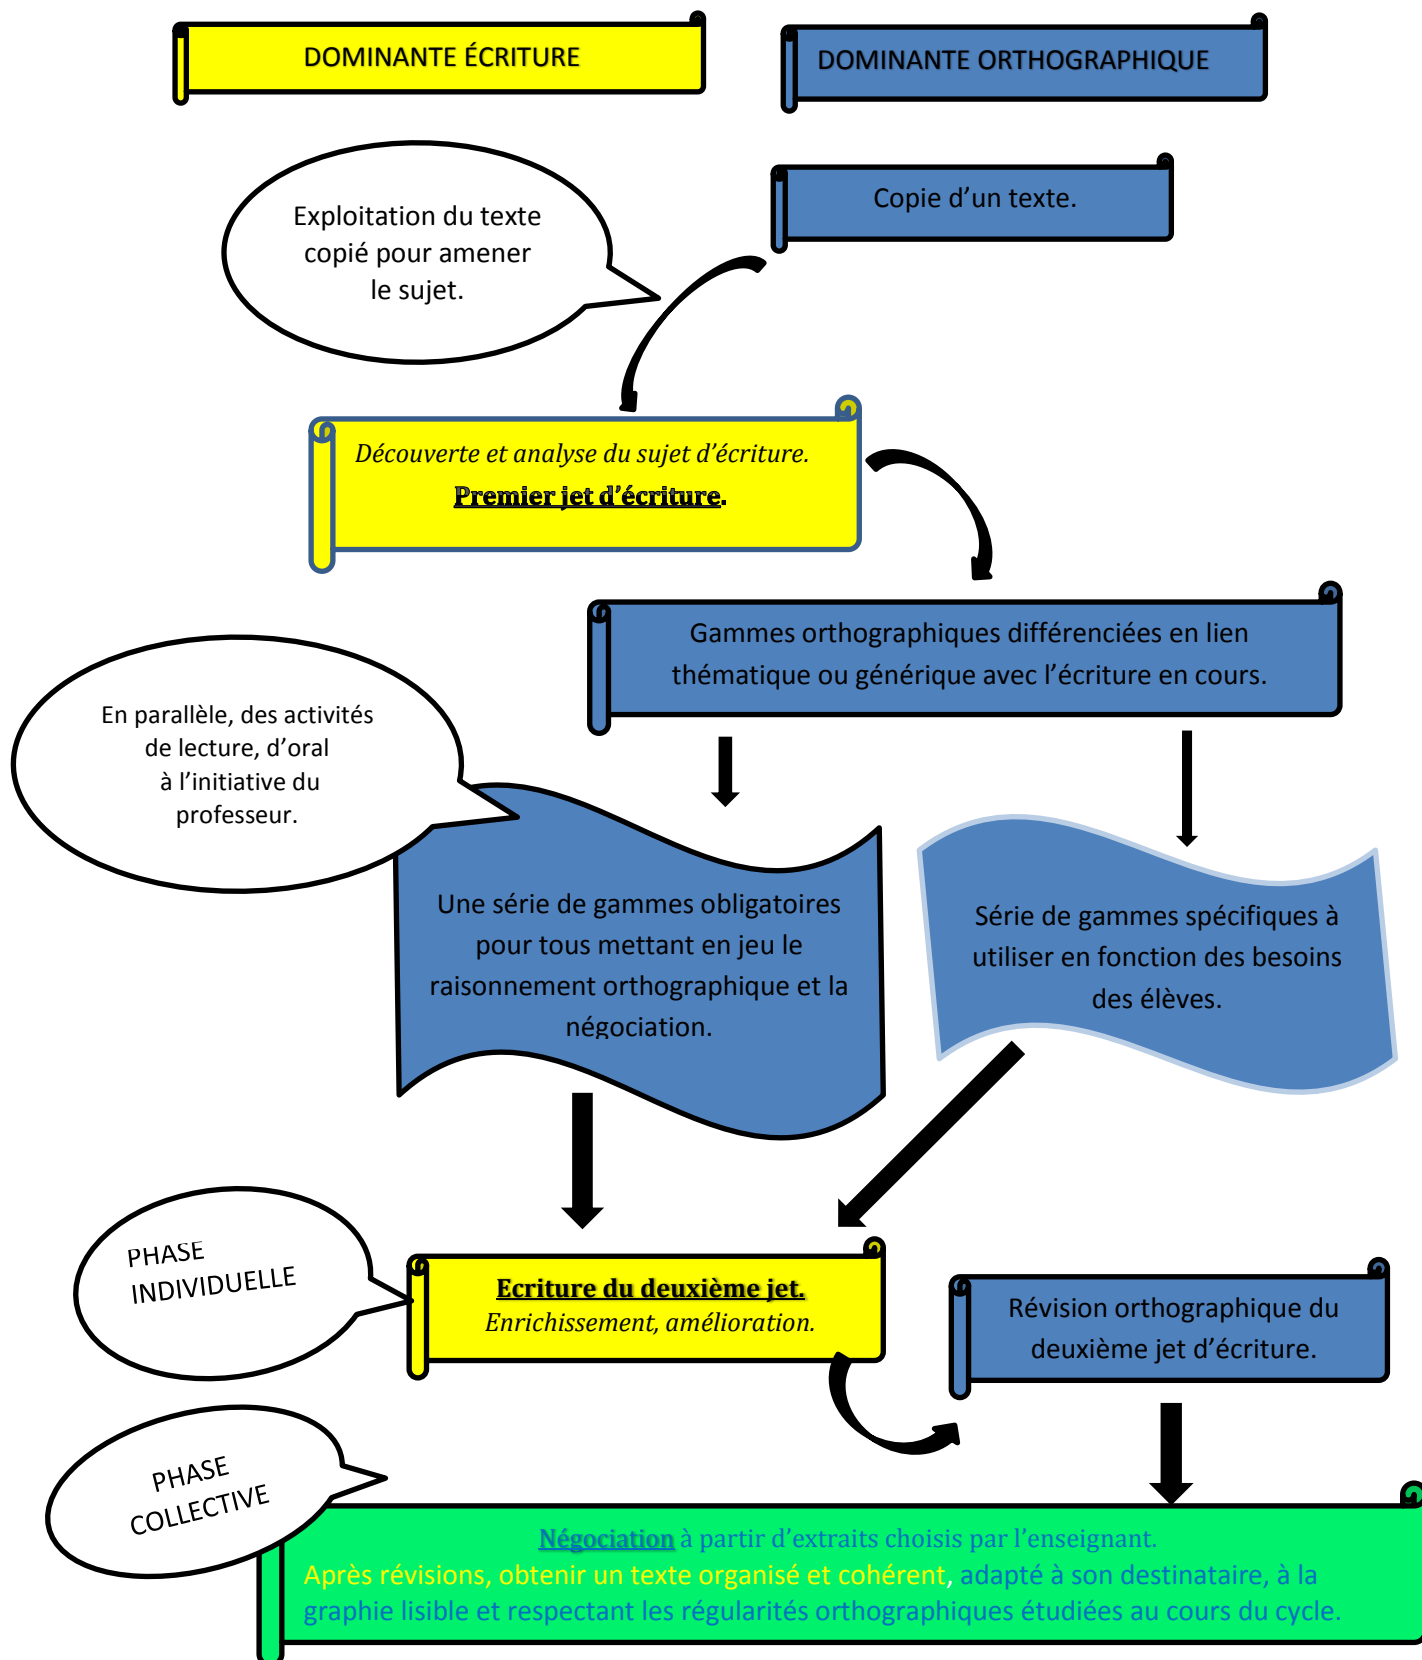 DOMINANTE ÉCRITURE
DOMINANTE ORTHOGRAPHIQUE
Copie d’un texte.
Exploitation du texte
copié pour amener
le sujet.
Découverte et analyse du sujet d’écriture.
Premier jet d’écriture.
Gammes orthographiques différenciées en lien
thématique ou générique avec l’écriture en cours.
En parallèle, des activités
de lecture, d’oral
à l’initiative du
professeur.
Une série de gammes obligatoires
pour tous mettant en jeu le
raisonnement orthographique et la
négociation.
Série de gammes spécifiques à
utiliser en fonction des besoins
des élèves.
PHASE
INDIVIDUELLE
Ecriture du deuxième jet.
Enrichissement, amélioration.
Révision orthographique du
deuxième jet d’écriture.
PHASE
COLLECTIVE
Négociation à partir d’extraits choisis par l’enseignant.
Après révisions, obtenir un texte organisé et cohérent, adapté à son destinataire, à la
graphie lisible et respectant les régularités orthographiques étudiées au cours du cycle.